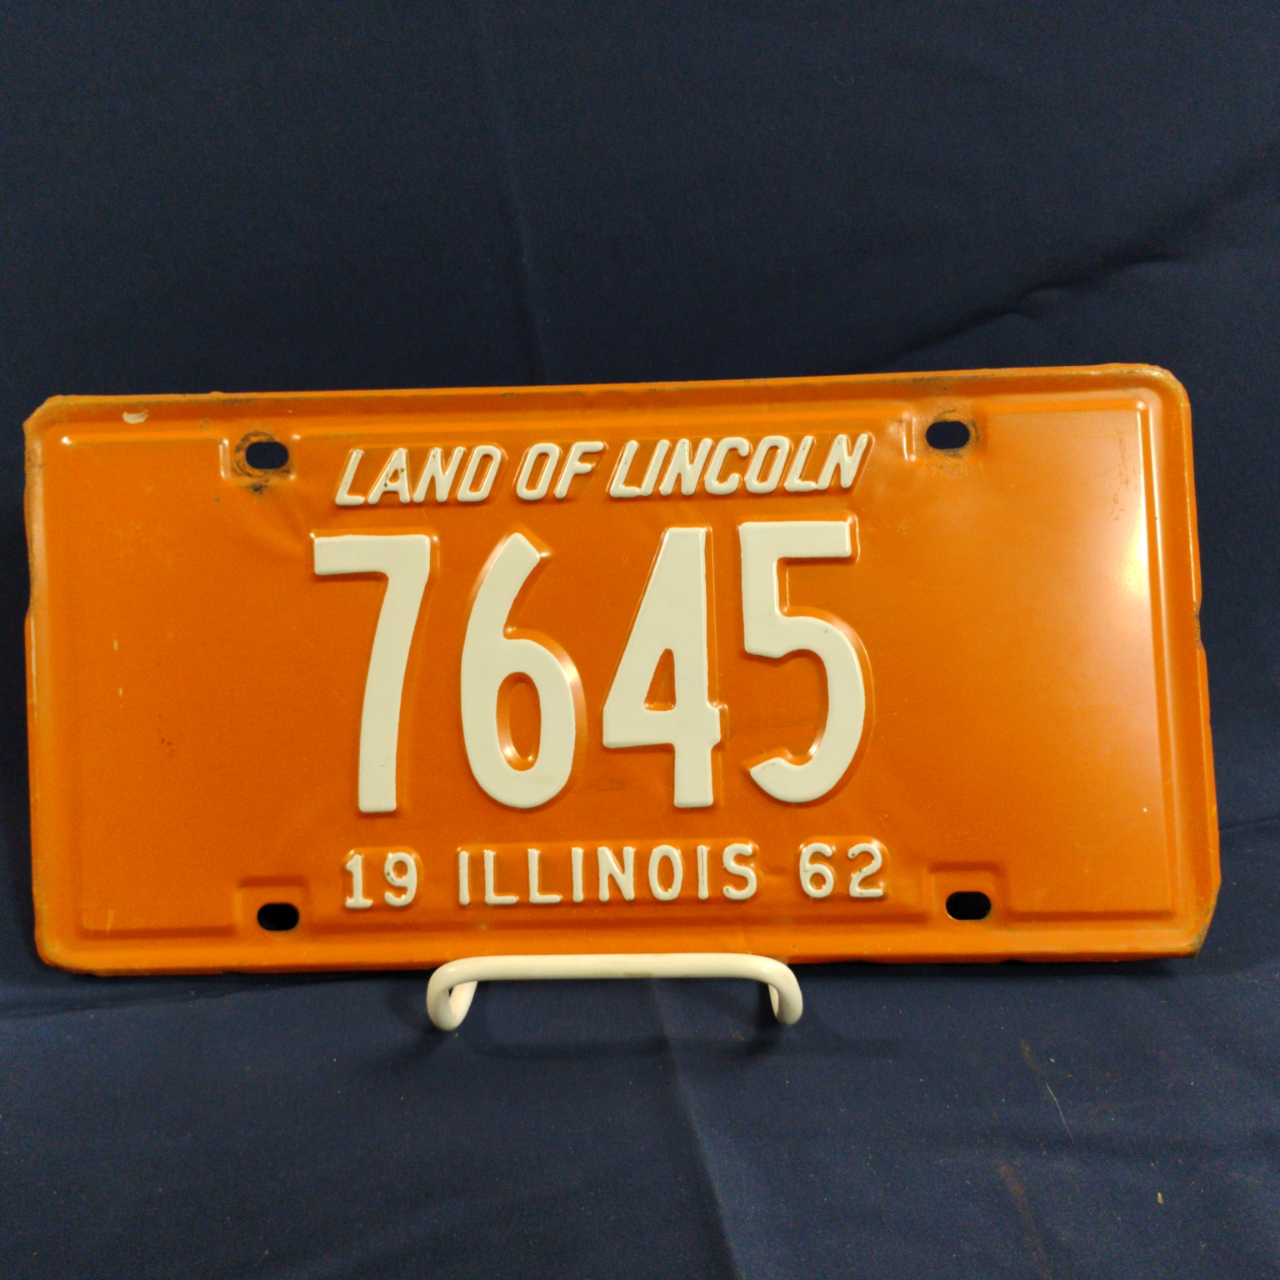 LAND OF LINCOLN
7645
19 ILLINOIS 62